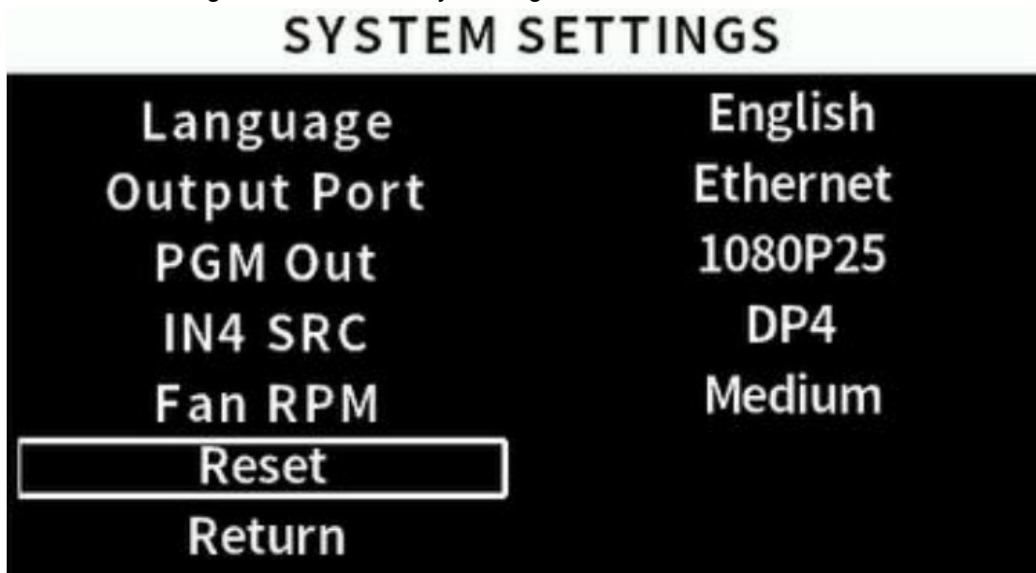 SYSTEM SETTINGS
Language English
Output Port Ethernet
PGM Out 1080P25
IN4 SRC DP4
Fan RPM Medium
Reset
Return